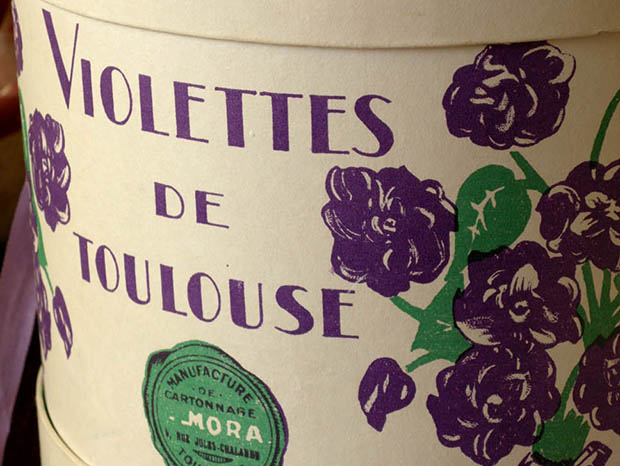 VIOLETTES
DE
TOULOUSE
MANUFACTURE
DE
CARTONNAGE
MORA
RUE JULES-CHALANDE